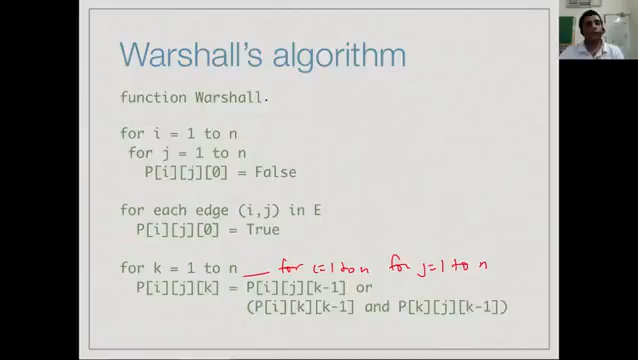 Warshall's algorithm
function Warshall.
for i = 1 to n
for j = 1 to n
P[i][j][0] = False
for each edge (i,j) in E
P[i][j][0] = True
for k = 1 to n for i=1 to n for j=1 to n
P[i][j][k] = P[i][j][k-1] or
(P[i][k][k-1] and P[k][j][k-1])